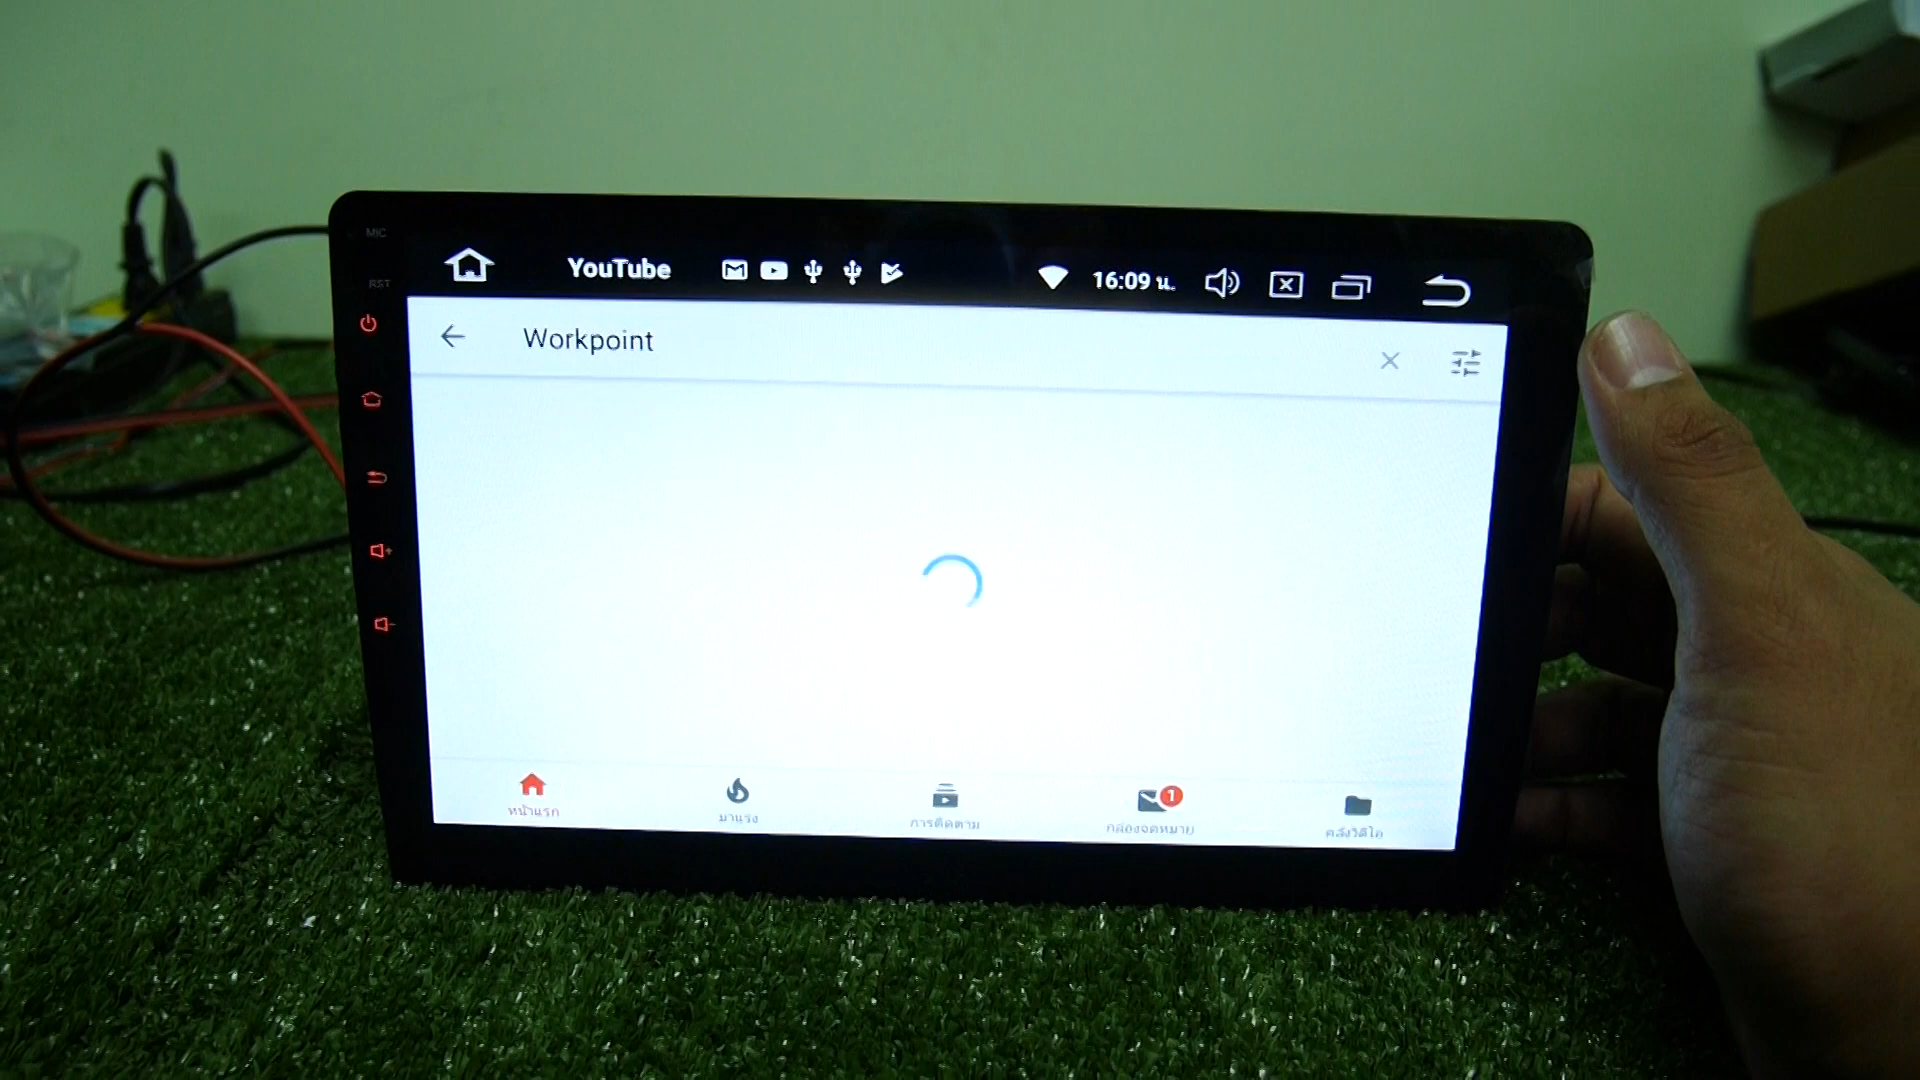 MIC
YouTube
16:09 น.
RST
Workpoint
1
หน้าแรก
มาแรง
การติดตาม
กล่องจดหมาย
คลังวิดีโอ